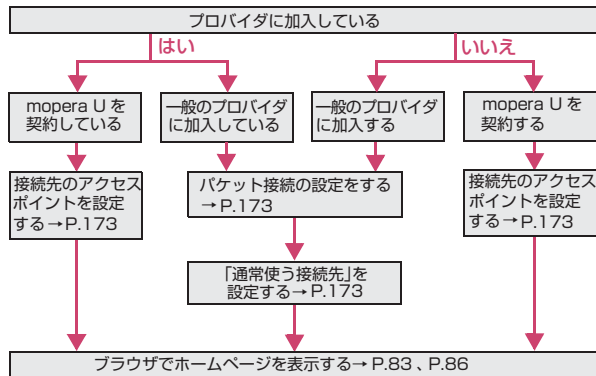 プロバイダに加入している
はい
いいえ
mopera U を
契約している
一般のプロバイダ
に加入している
一般のプロバイダ
に加入する
mopera U を
契約する
接続先のアクセス
ポイントを設定
する→P.173
パケット接続の設定をする
→P.173
接続先のアクセス
ポイントを設定
する→P.173
「通常使う接続先」を
設定する→P.173
ブラウザでホームページを表示する→P.83、P.86